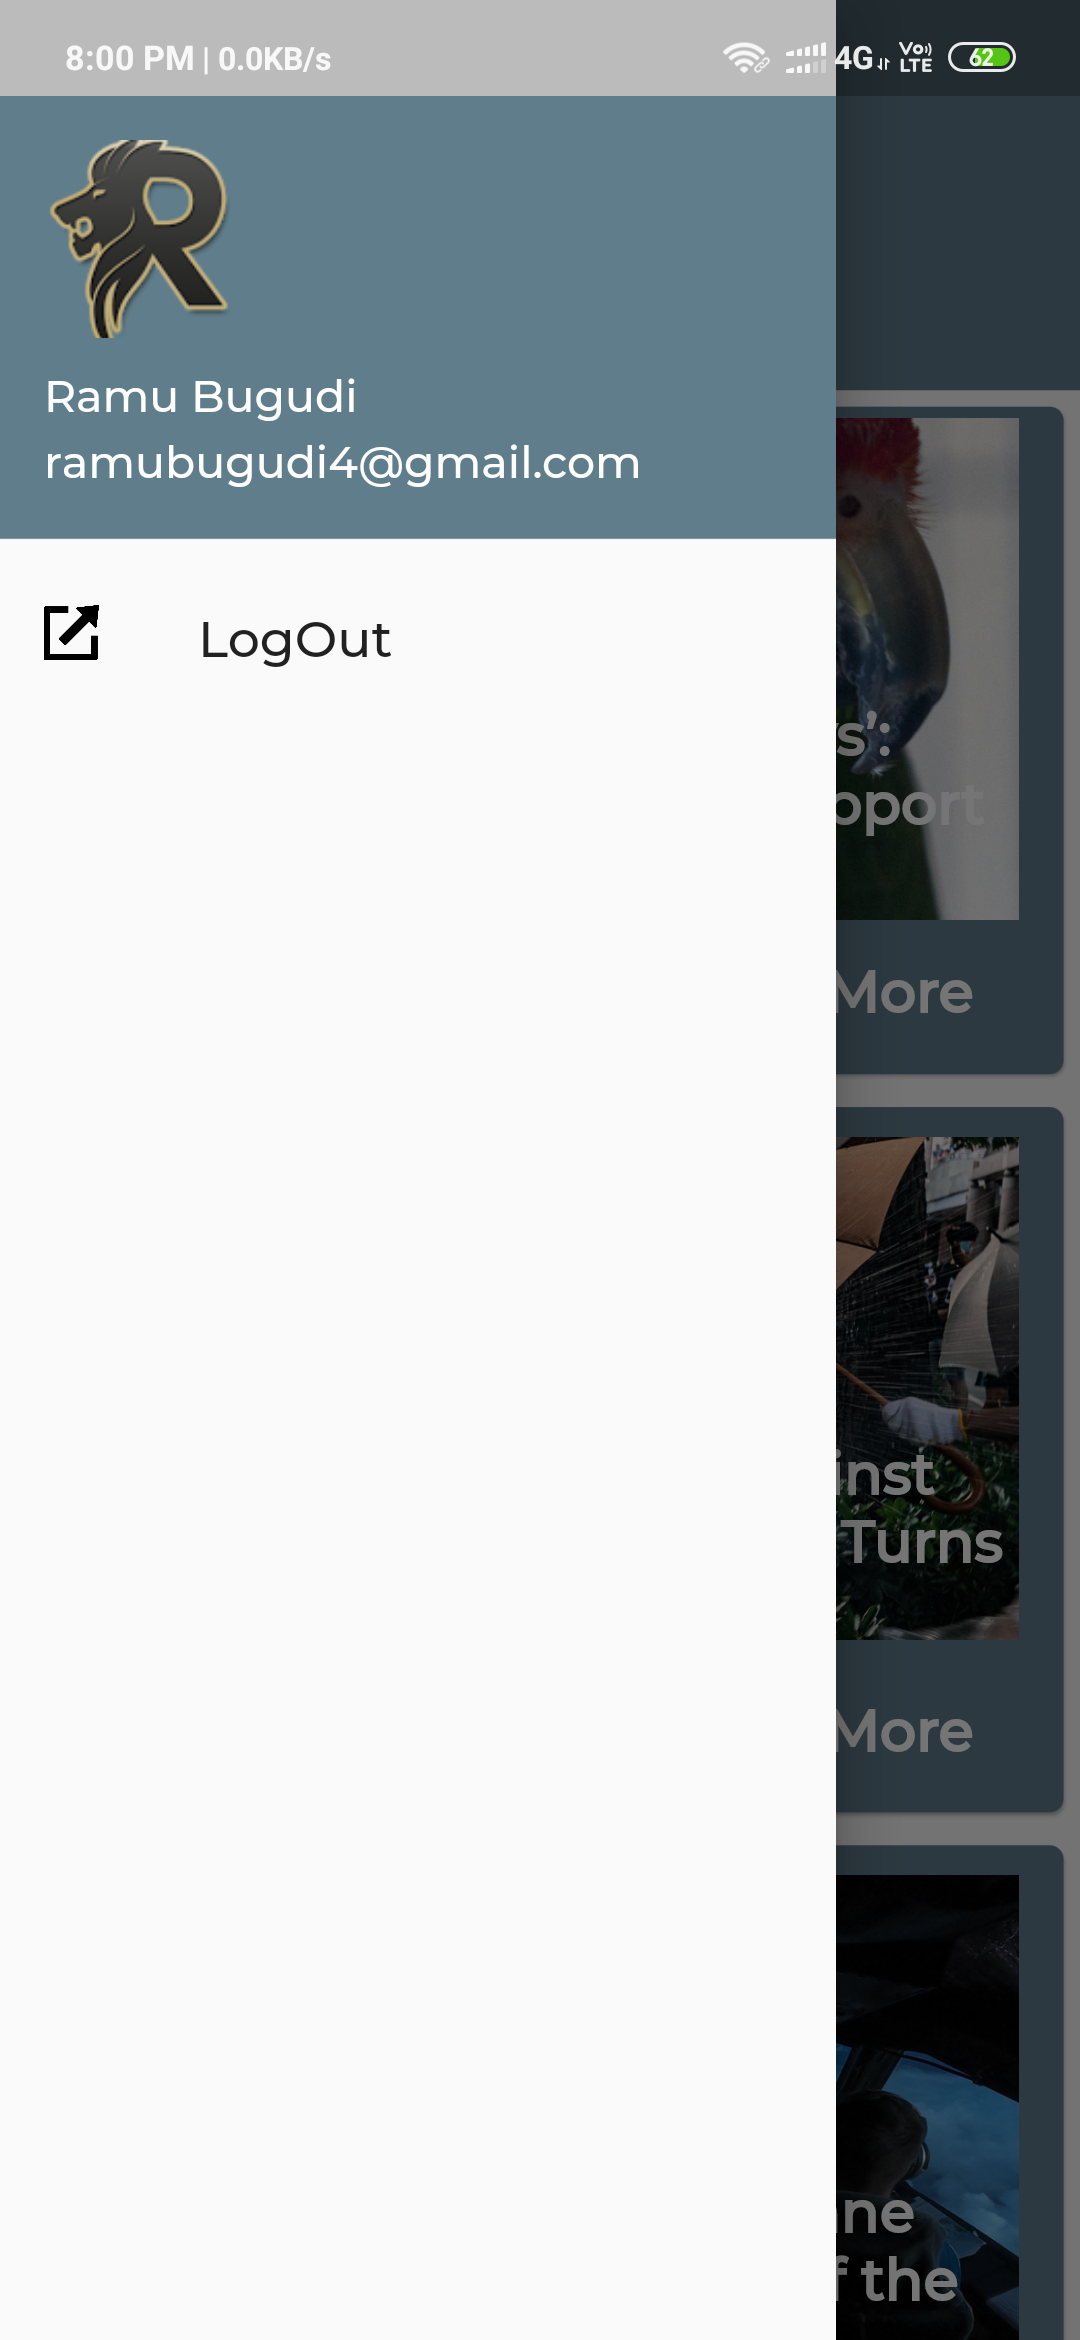 8:00 PM | 0.0KB/s 4G Vo)) LTE 62
R
Ramu Bugudi
ramubugudi4@gmail.com
LogOut
s':
pport
More
inst
Turns
More
ne
f the